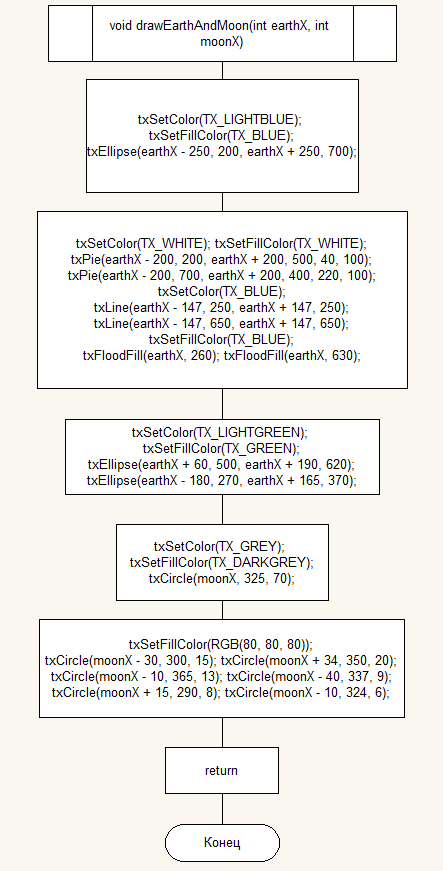 void drawEarthAndMoon(int earthX, int
moonX)
txSetColor(TX_LIGHTBLUE);
txSetFillColor(TX_BLUE);
txEllipse(earthX - 250, 200, earthX + 250, 700);
txSetColor(TX_WHITE); txSetFillColor(TX_WHITE);
txPie(earthX - 200, 200, earthX + 200, 500, 40, 100);
txPie(earthX - 200, 700, earthX + 200, 400, 220, 100);
txSetColor(TX_BLUE);
txLine(earthX - 147, 250, earthX + 147, 250);
txLine(earthX - 147, 650, earthX + 147, 650);
txSetFillColor(TX_BLUE);
txFloodFill(earthX, 260); txFloodFill(earthX, 630);
txSetColor(TX_LIGHTGREEN);
txSetFillColor(TX_GREEN);
txEllipse(earthX + 60, 500, earthX + 190, 620);
txEllipse(earthX - 180, 270, earthX + 165, 370);
txSetColor(TX_GREY);
txSetFillColor(TX_DARKGREY);
txCircle(moonX, 325, 70);
txSetFillColor(RGB(80, 80, 80));
txCircle(moonX - 30, 300, 15); txCircle(moonX + 34, 350, 20);
txCircle(moonX - 10, 365, 13); txCircle(moonX - 40, 337, 9);
txCircle(moonX + 15, 290, 8); txCircle(moonX - 10, 324, 6);
return
Конец